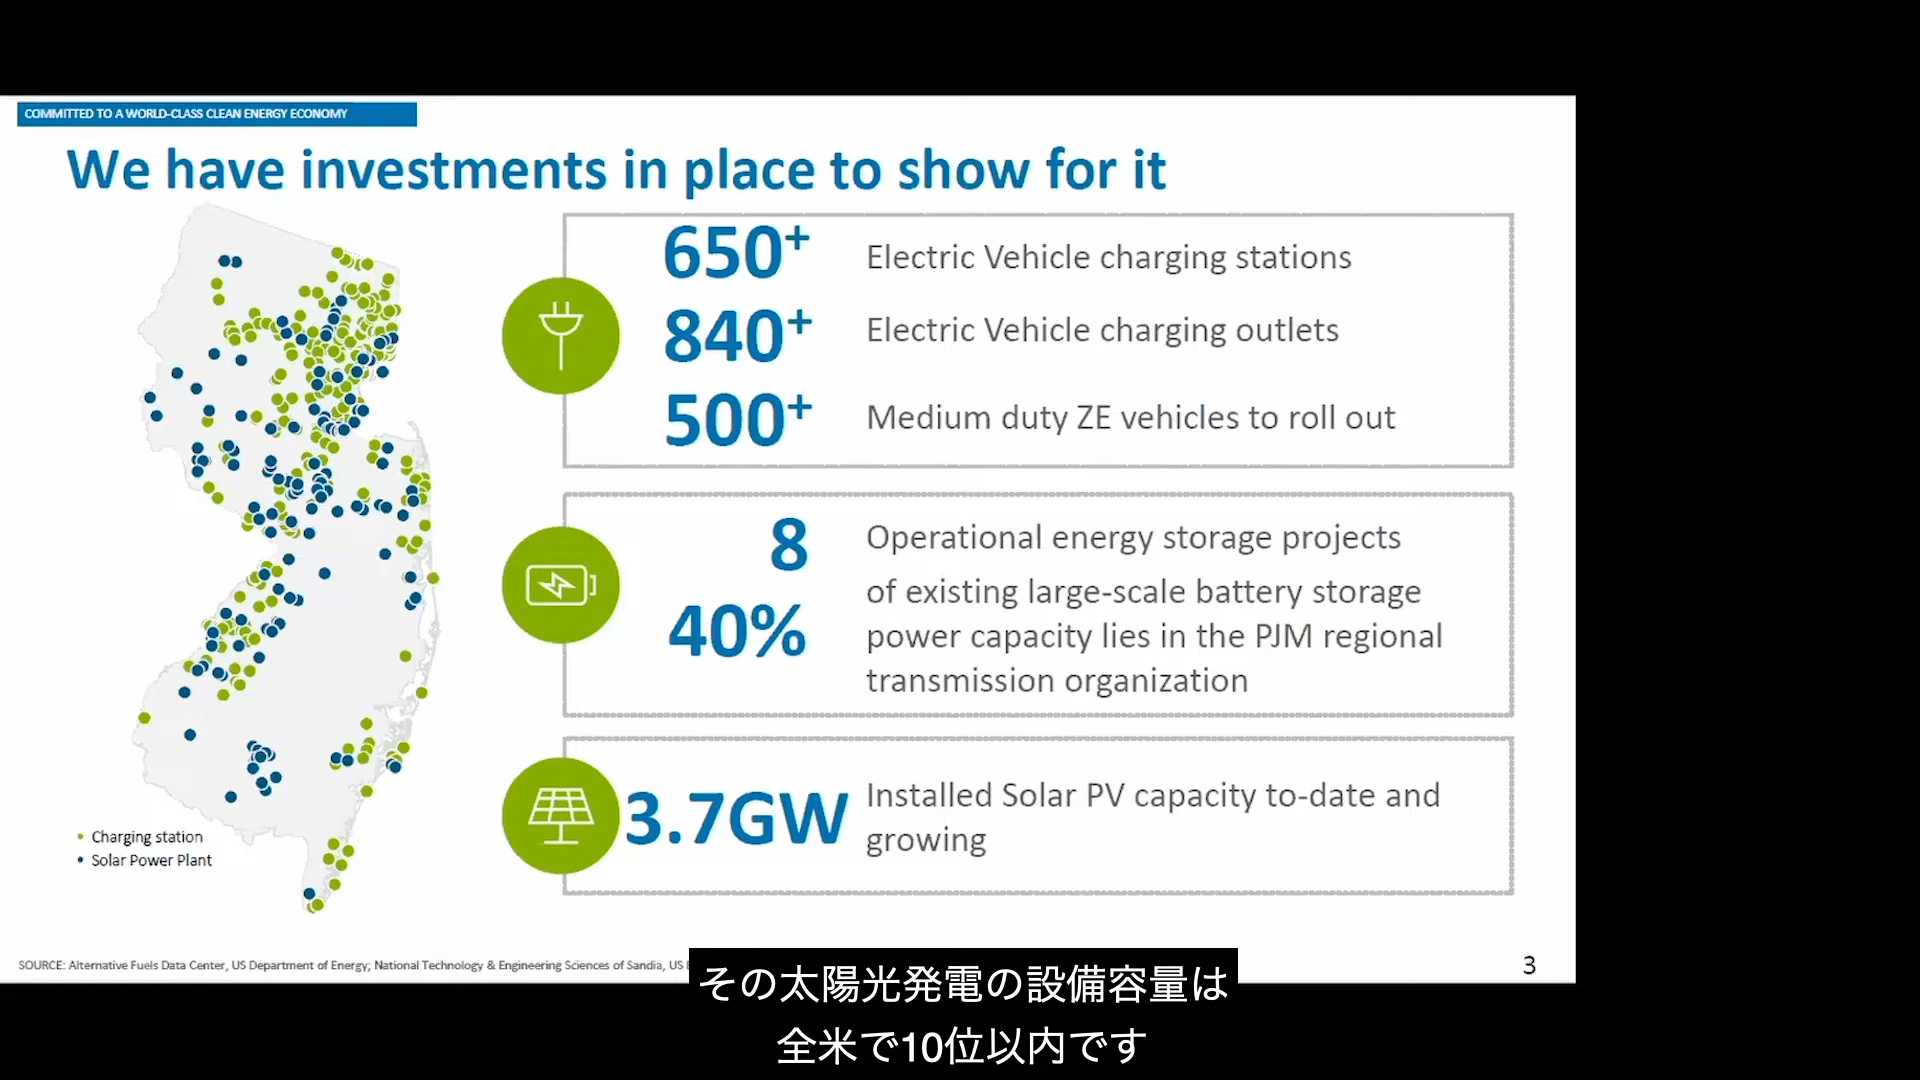 COMMITTED TO A WORLD-CLASS CLEAN ENERGY ECONOMY
We have investments in place to show for it
650+ Electric Vehicle charging stations
840+ Electric Vehicle charging outlets
500+ Medium duty ZE vehicles to roll out
8 Operational energy storage projects
40% of existing large-scale battery storage
power capacity lies in the PJM regional
transmission organization
3.7GW Installed Solar PV capacity to-date and
growing
Charging station
Solar Power Plant
SOURCE: Alternative Fuels Data Center, US Department of Energy; National Technology & Engineering Sciences of Sandia, US
3
その太陽光発電の設備容量は
全米で10位以内です